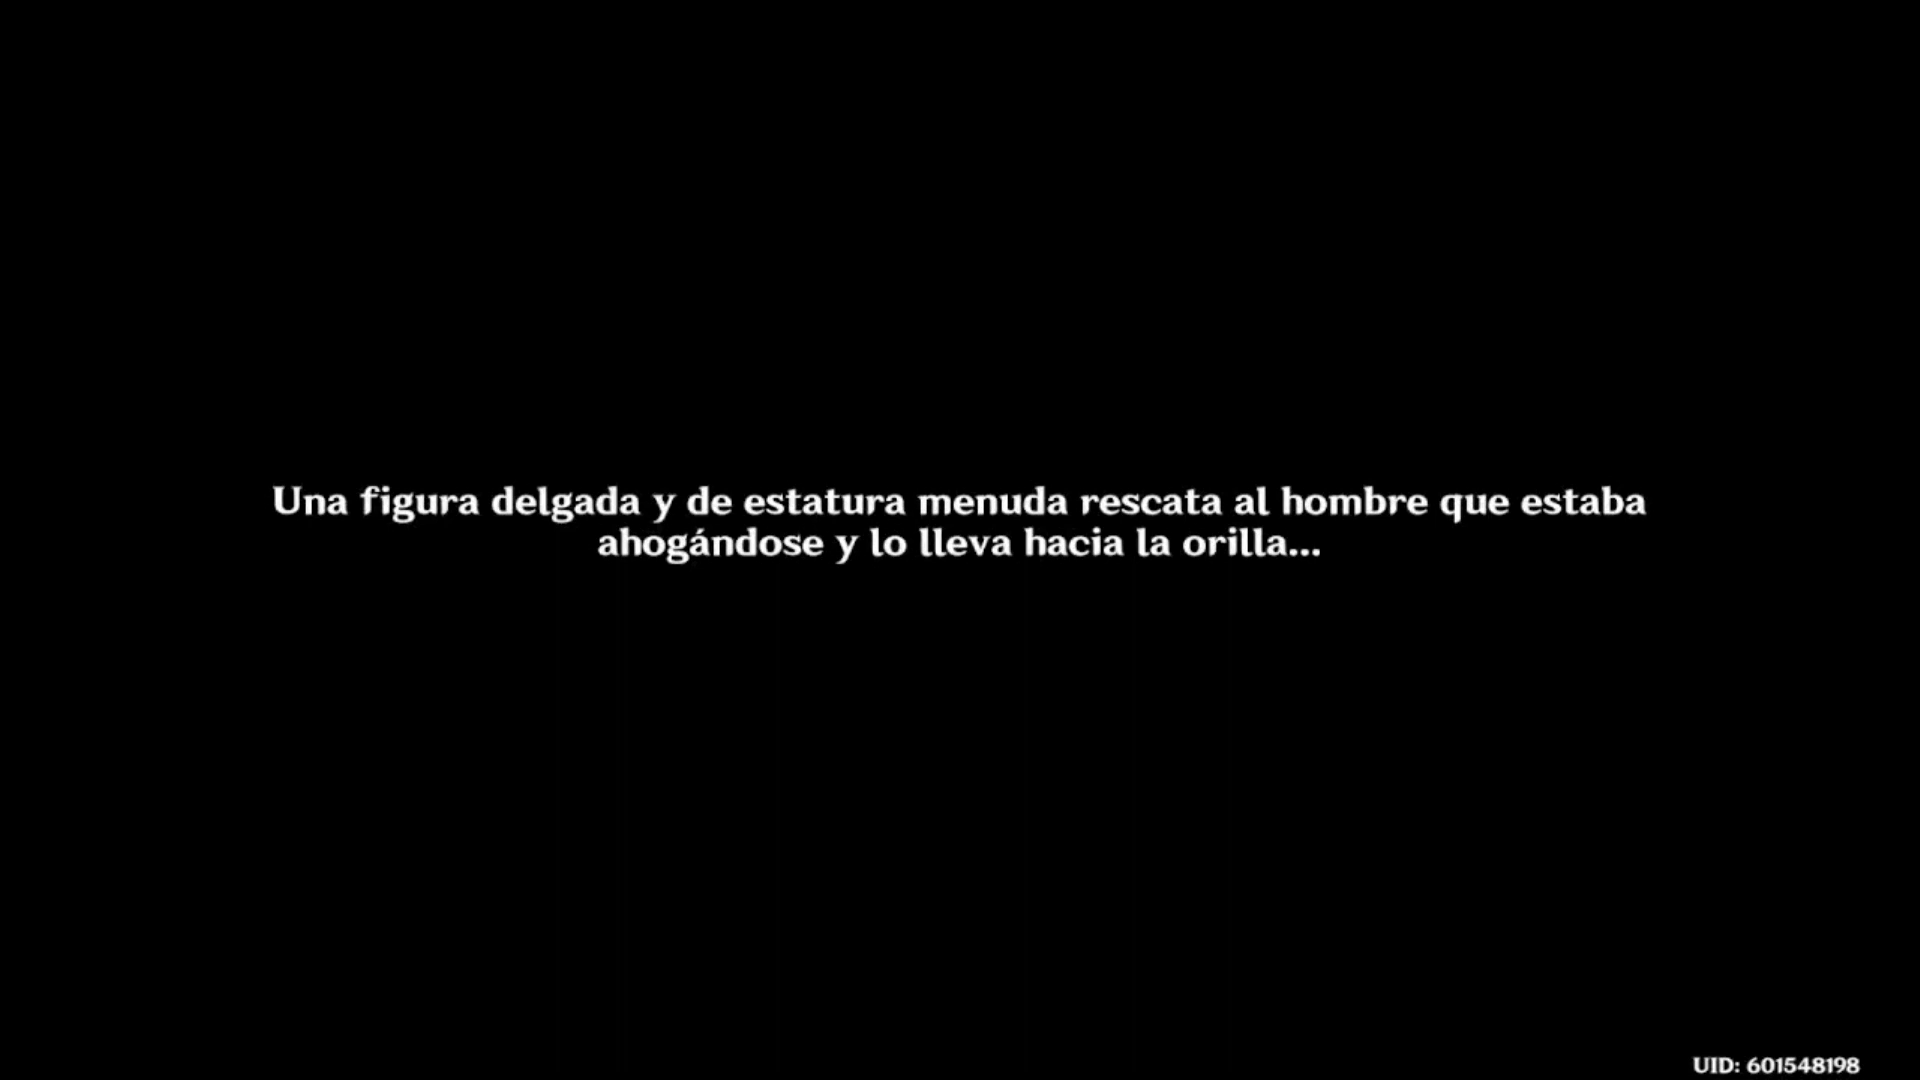 Una figura delgada y de estatura menuda rescata al hombre que estaba
ahogándose y lo lleva hacia la orilla...
UID: 601548198